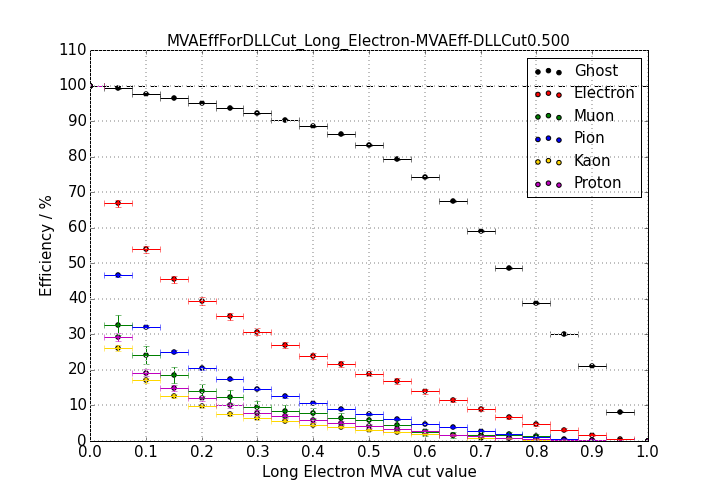 MVAEffForDLLCut_Long_Electron-MVAEff-DLLCut0.500
110
100
90
80
70
60
50
40
30
20
10
0
Efficiency / %
Ghost
Electron
Muon
Pion
Kaon
Proton
0.0 0.1 0.2 0.3 0.4 0.5 0.6 0.7 0.8 0.9 1.0
Long Electron MVA cut value